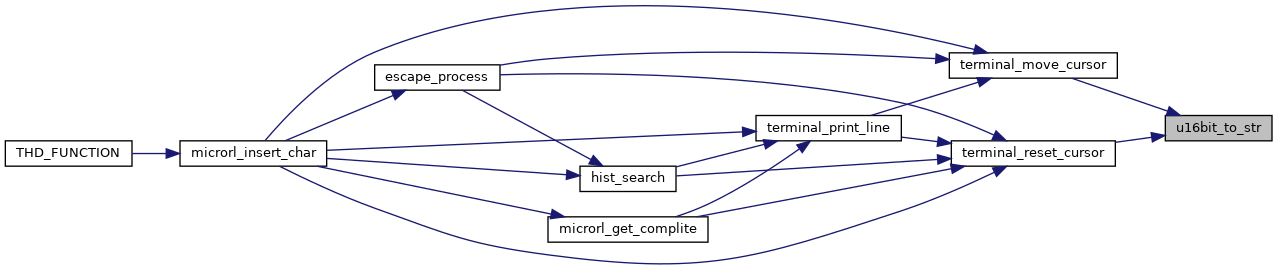 THD_FUNCTION
microrl_insert_char
escape_process
hist_search
microrl_get_complite
terminal_print_line
terminal_move_cursor
terminal_reset_cursor
u16bit_to_str